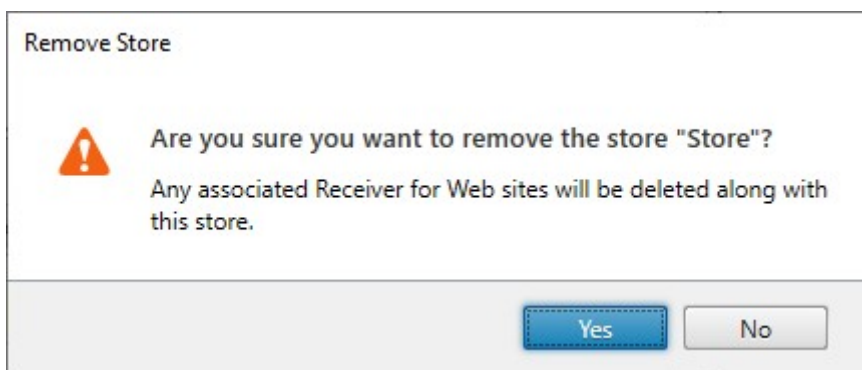 Remove Store
Are you sure you want to remove the store "Store"?
Any associated Receiver for Web sites will be deleted along with
this store.
Yes
No